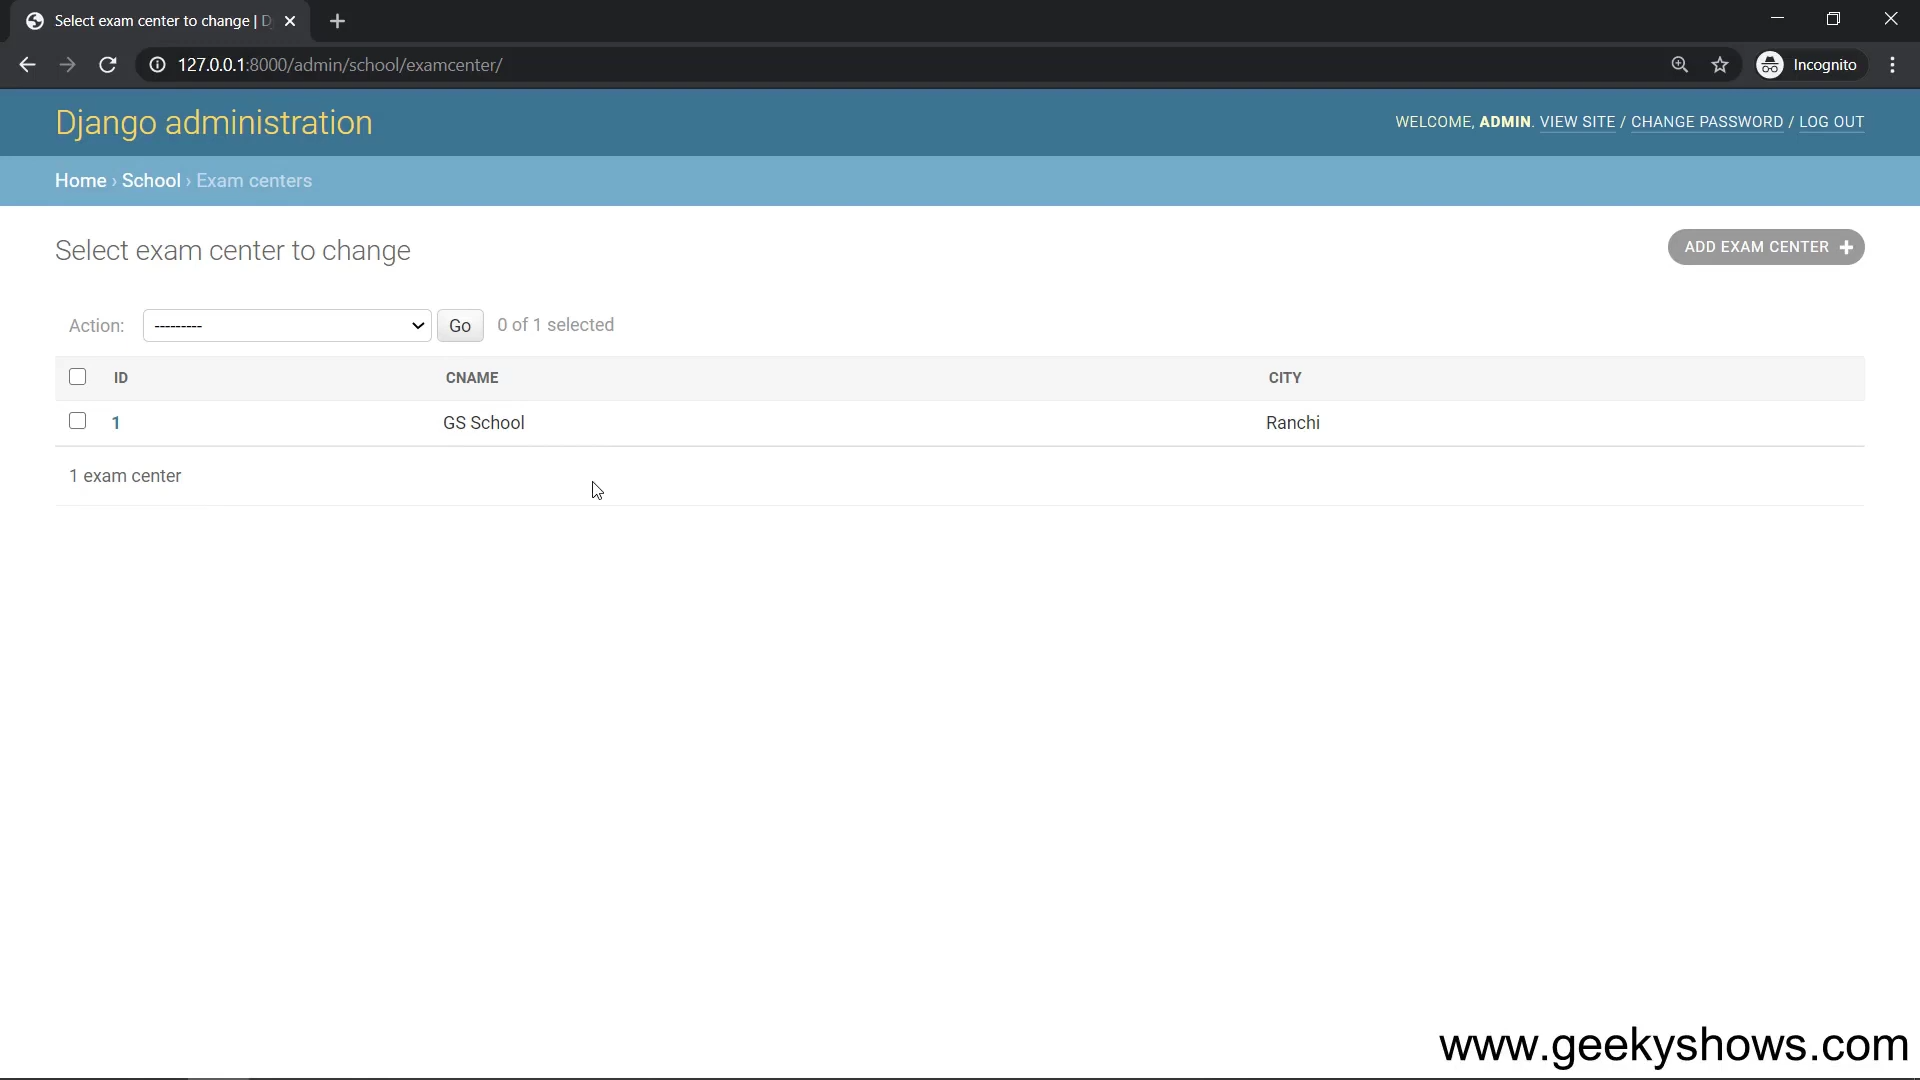 Select exam center to change | D
127.0.0.1:8000/admin/school/examcenter/
Incognito
Django administration
WELCOME, ADMIN. VIEW SITE / CHANGE PASSWORD / LOG OUT
Home › School › Exam centers
Select exam center to change
ADD EXAM CENTER +
Action: --------- Go 0 of 1 selected
ID CNAME CITY
1 GS School Ranchi
1 exam center
www.geekyshows.com